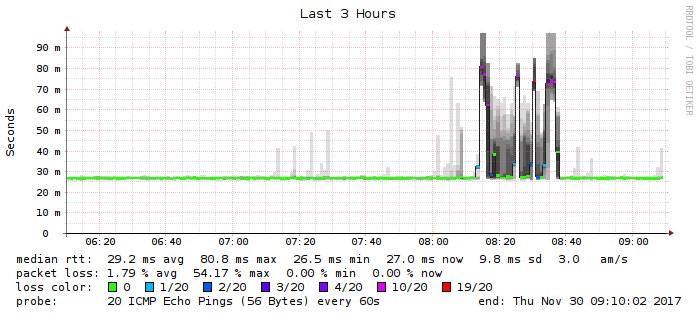 Last 3 Hours
RRDTOOL / TOBI OETIKER
Seconds
90 m
80 m
70 m
60 m
50 m
40 m
30 m
20 m
10 m
0
06:20 06:40 07:00 07:20 07:40 08:00 08:20 08:40 09:00
median rtt: 29.2 ms avg 80.8 ms max 26.5 ms min 27.0 ms now 9.8 ms sd 3.0 am/s
packet loss: 1.79 % avg 54.17 % max 0.00 % min 0.00 % now
loss color: 0 1/20 2/20 3/20 4/20 10/20 19/20
probe: 20 ICMP Echo Pings (56 Bytes) every 60s end: Thu Nov 30 09:10:02 2017